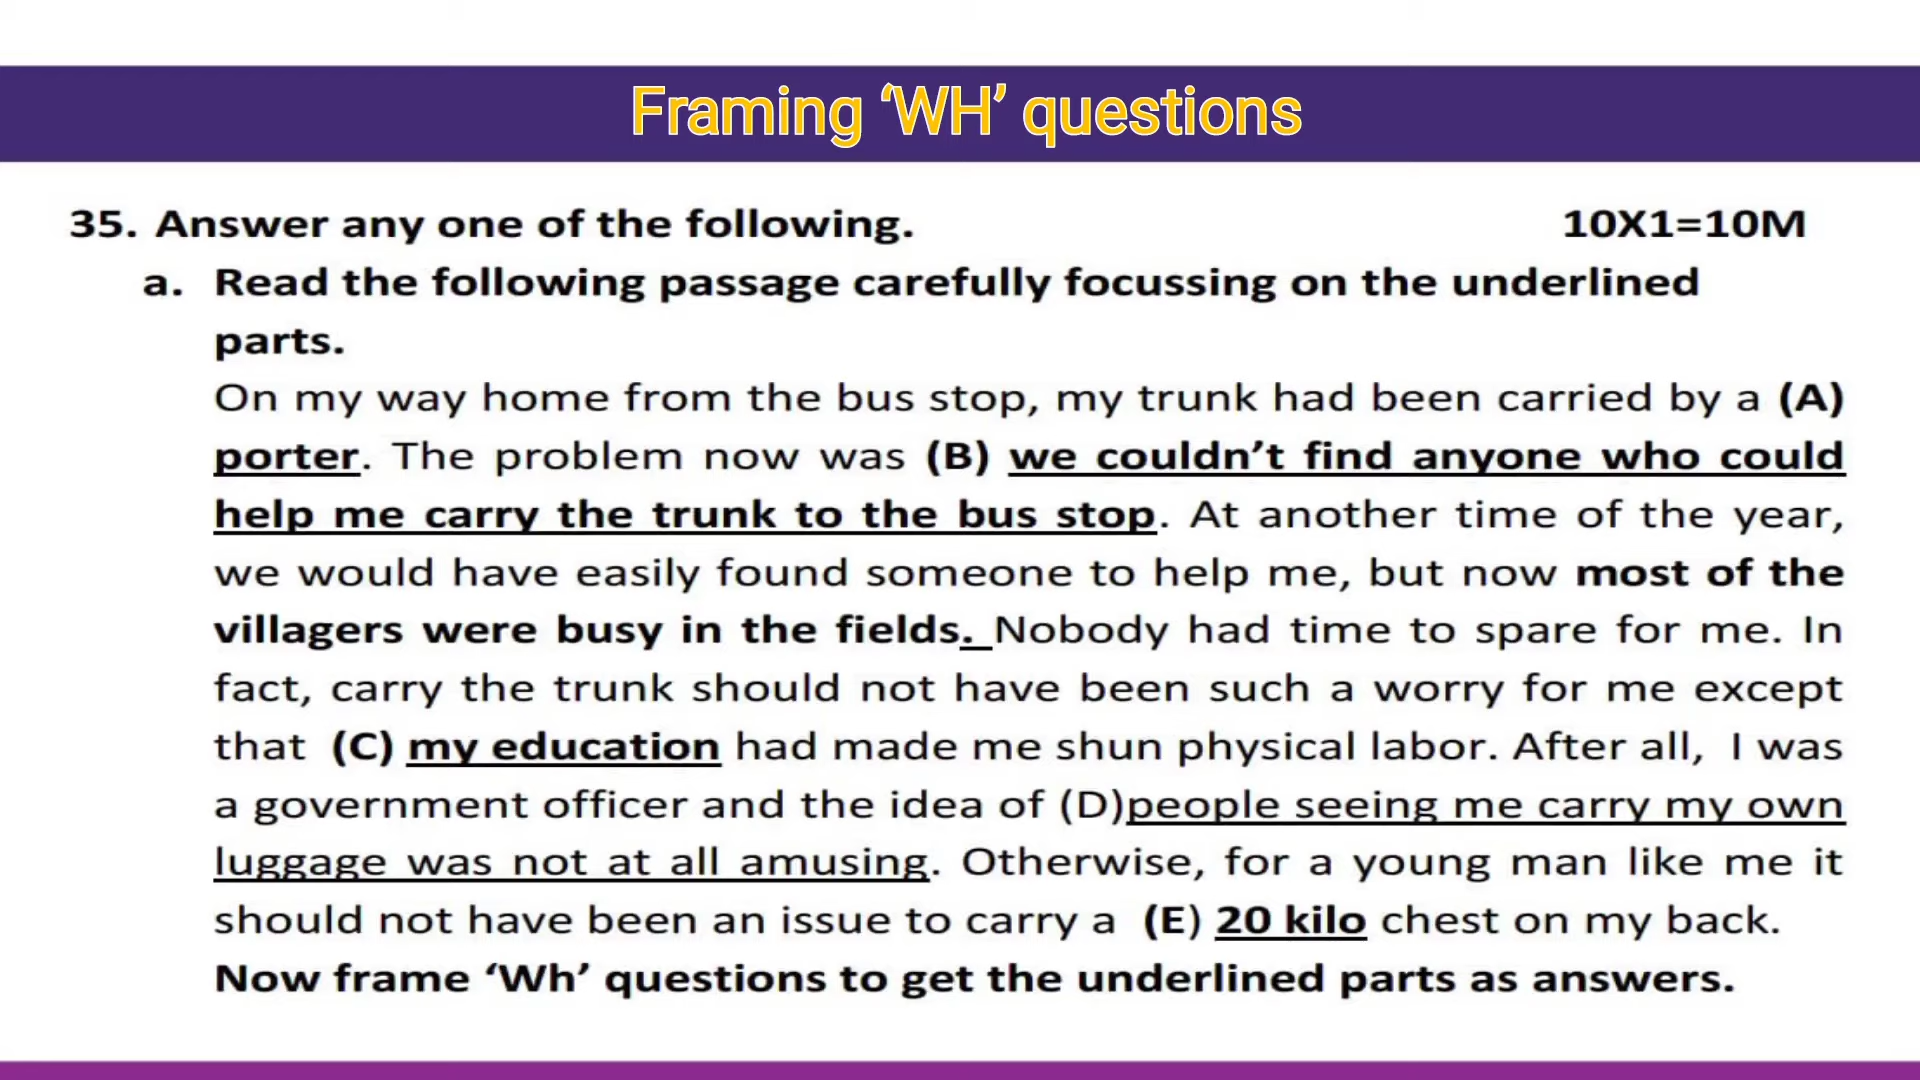 Framing ‘WH’ questions
35. Answer any one of the following. 10X1=10M
a. Read the following passage carefully focussing on the underlined
parts.
On my way home from the bus stop, my trunk had been carried by a (A)
porter. The problem now was (B) we couldn’t find anyone who could
help me carry the trunk to the bus stop. At another time of the year,
we would have easily found someone to help me, but now most of the
villagers were busy in the fields. Nobody had time to spare for me. In
fact, carry the trunk should not have been such a worry for me except
that (C) my education had made me shun physical labor. After all, I was
a government officer and the idea of (D)people seeing me carry my own
luggage was not at all amusing. Otherwise, for a young man like me it
should not have been an issue to carry a (E) 20 kilo chest on my back.
Now frame ‘Wh’ questions to get the underlined parts as answers.